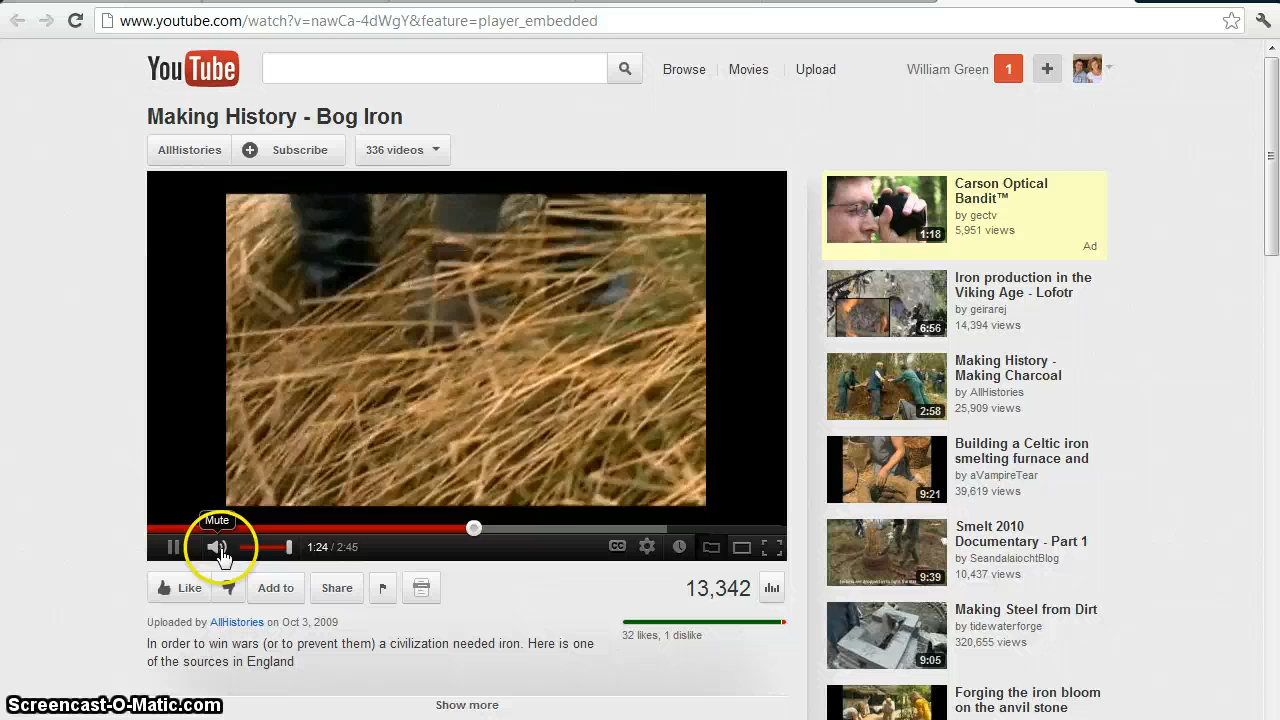 www.youtube.com/watch?v=nawCa-4dWgY&feature=player_embedded
YouTube
Browse
Movies
Upload
William Green
1
Making History - Bog Iron
AllHistories
Subscribe
336 videos
Mute
1:24 / 2:45
CC
Like
Add to
Share
13,342
Uploaded by AllHistories on Oct 3, 2009
32 likes, 1 dislike
In order to win wars (or to prevent them) a civilization needed iron. Here is one
of the sources in England
Show more
Carson Optical
Bandit™
by gectv
5,951 views
1:18
Ad
Iron production in the
Viking Age - Lofotr
by geirarej
14,394 views
6:56
Making History -
Making Charcoal
by AllHistories
25,909 views
2:58
Building a Celtic iron
smelting furnace and
by aVampireTear
39,619 views
9:21
Smelt 2010
Documentary - Part 1
by SeandalaiochtBlog
10,437 views
9:39
Making Steel from Dirt
by tidewaterforge
320,655 views
9:05
Forging the iron bloom
on the anvil stone
Screencast-O-Matic.com